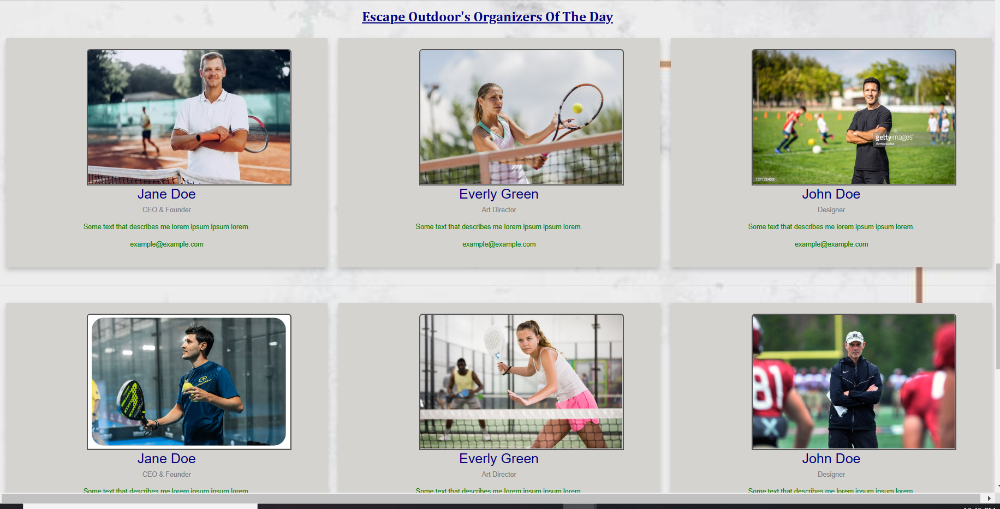 Escape Outdoor's Organizers Of The Day
gettyimages®
AzmanJaka
1271284931
Jane Doe
CEO & Founder
Some text that describes me lorem ipsum ipsum lorem.
example@example.com
Everly Green
Art Director
Some text that describes me lorem ipsum ipsum lorem.
example@example.com
John Doe
Designer
Some text that describes me lorem ipsum ipsum lorem.
example@example.com
81
Jane Doe
CEO & Founder
Some text that describes me lorem ipsum ipsum lorem.
Everly Green
Art Director
Some text that describes me lorem ipsum ipsum lorem.
John Doe
Designer
Some text that describes me lorem ipsum ipsum lorem.